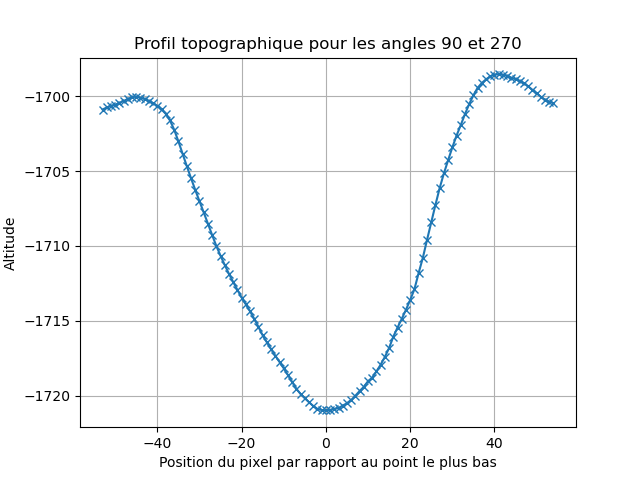 Profil topographique pour les angles 90 et 270
Altitude
−1700
−1705
−1710
−1715
−1720
−40 −20 0 20 40
Position du pixel par rapport au point le plus bas